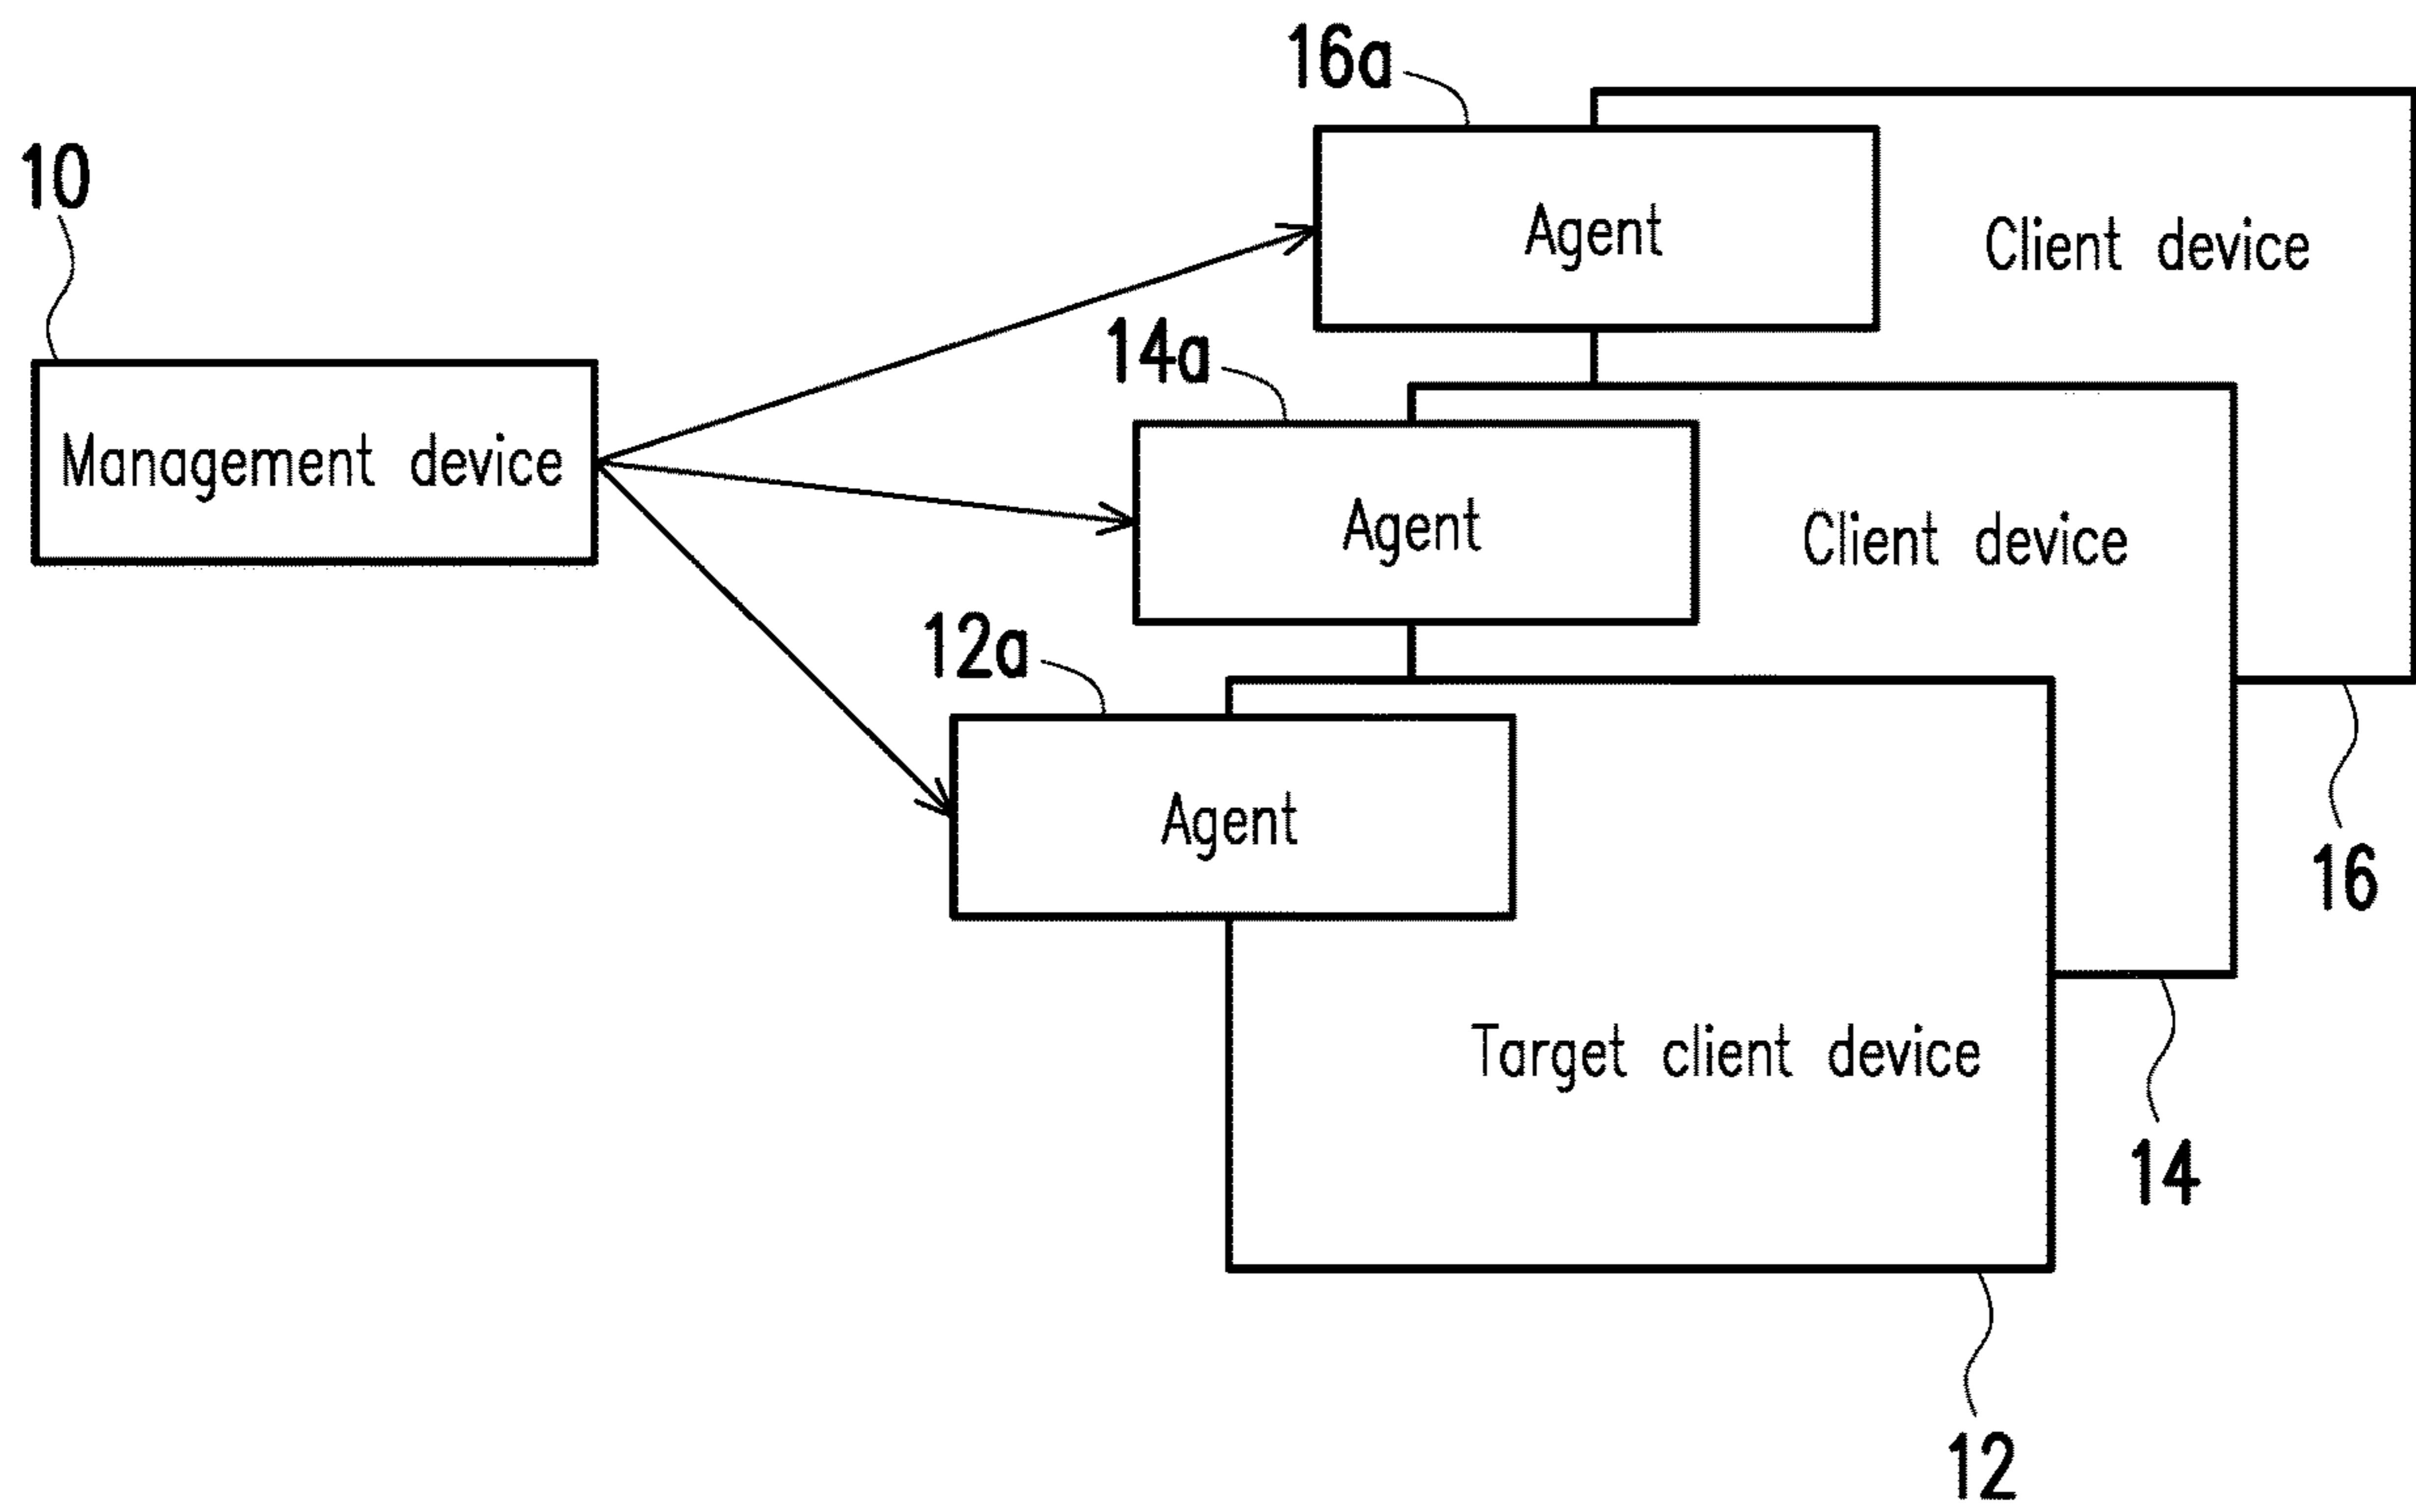 16a
10
Agent
Client device
14a
Management device
Agent
Client device
12a
Agent
16
Target client device
14
12